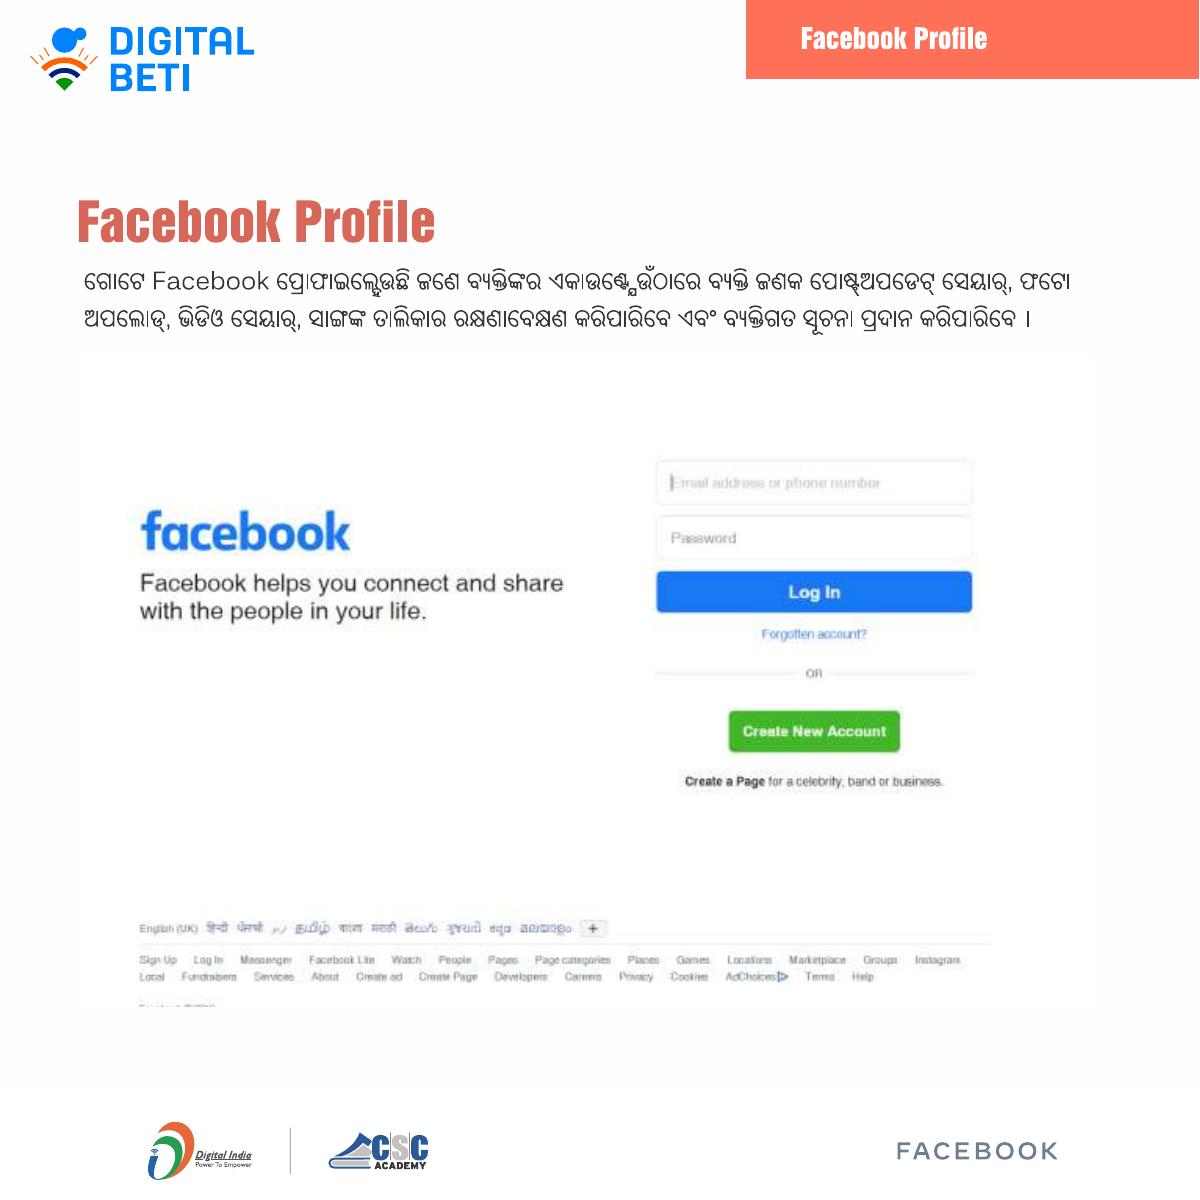 DIGITAL
BETI
Facebook Profile
Facebook Profile
ଗୋଟେ Facebook ପ୍ରୋଫାଇଲ୍ହେଉଛି ଜଣେ ବ୍ୟକ୍ତିଙ୍କର ଏକାଉଣ୍ଟ୍ଯେଉଁଠାରେ ବ୍ୟକ୍ତି ଜଣକ ପୋଷ୍ଟ୍ଅପଡେଟ୍ ସେୟାର୍, ଫଟୋ
ଅପଲୋଡ୍, ଭିଡିଓ ସେୟାର୍, ସାଙ୍ଗଙ୍କ ତାଲିକାର ରକ୍ଷଣାବେକ୍ଷଣ କରିପାରିବେ ଏବଂ ବ୍ୟକ୍ତିଗତ ସୂଚନା ପ୍ରଦାନ କରିପାରିବେ ।
facebook
Facebook helps you connect and share
with the people in your life.
Email address or phone number
Password
Log In
Forgotten account?
OR
Create New Account
Create a Page for a celebrity, band or business.
English (UK) हिन्दी ਪੰਜਾਬੀ اردو தமிழ் বাংলা मराठी తెలుగు ગુજરાતી ಕನ್ನಡ മലയാളം +
Sign Up Log In Messenger Facebook Lite Watch People Pages Page categories Places Games Locations Marketplace Groups Instagram
Local Fundraisers Services About Create ad Create Page Developers Careers Privacy Cookies AdChoices Terms Help
Digital India
Power To Empower
CSC
ACADEMY
FACEBOOK